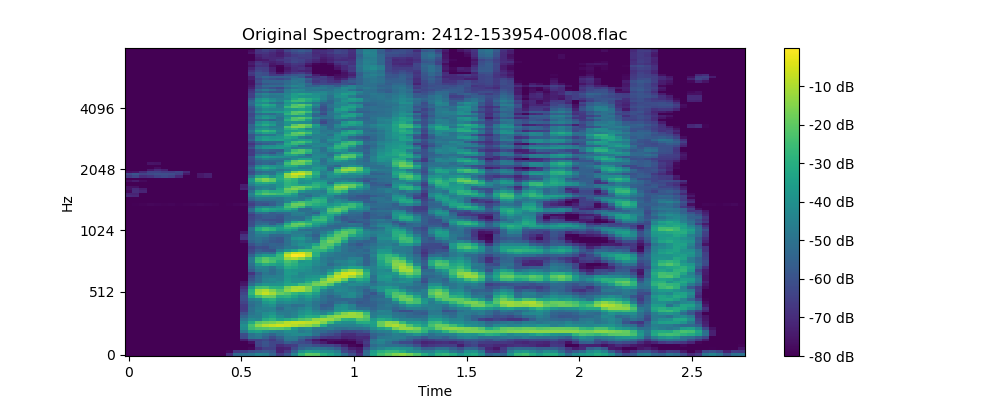 Original Spectrogram: 2412-153954-0008.flac
Hz
4096
2048
1024
512
0
0
0.5
1
1.5
2
2.5
Time
-10 dB
-20 dB
-30 dB
-40 dB
-50 dB
-60 dB
-70 dB
-80 dB